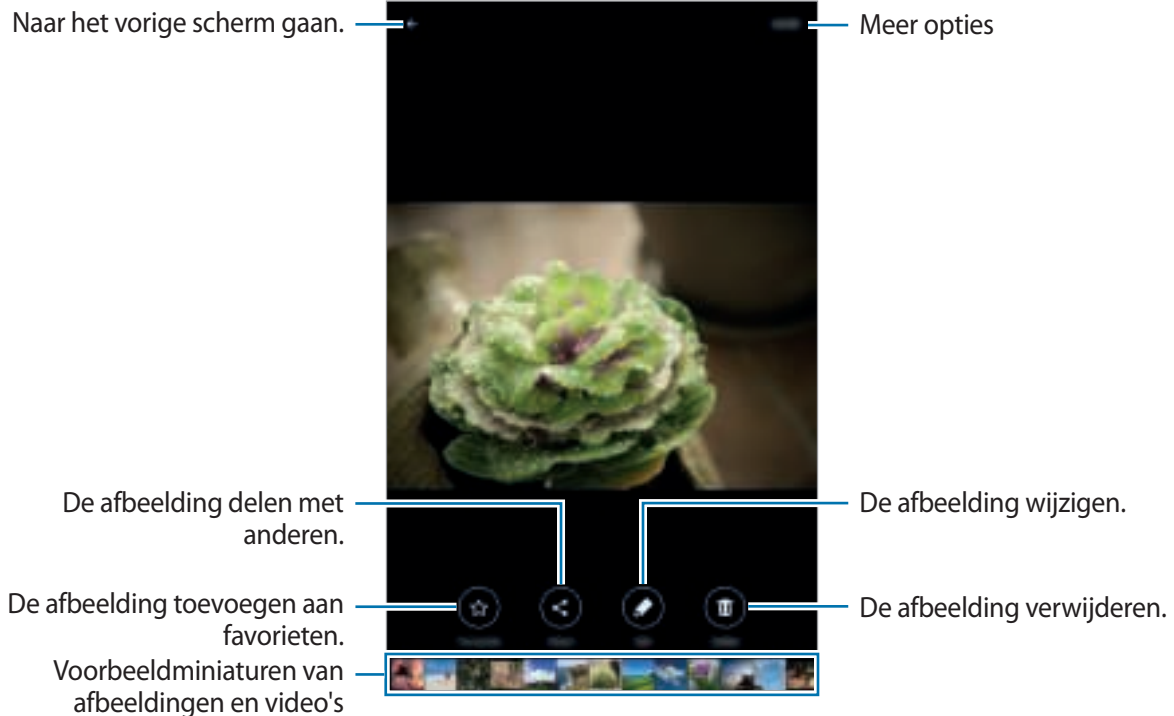 Naar het vorige scherm gaan.
Meer opties
De afbeelding delen met
anderen.
De afbeelding wijzigen.
De afbeelding toevoegen aan
favorieten.
De afbeelding verwijderen.
Voorbeeldminiaturen van
afbeeldingen en video's